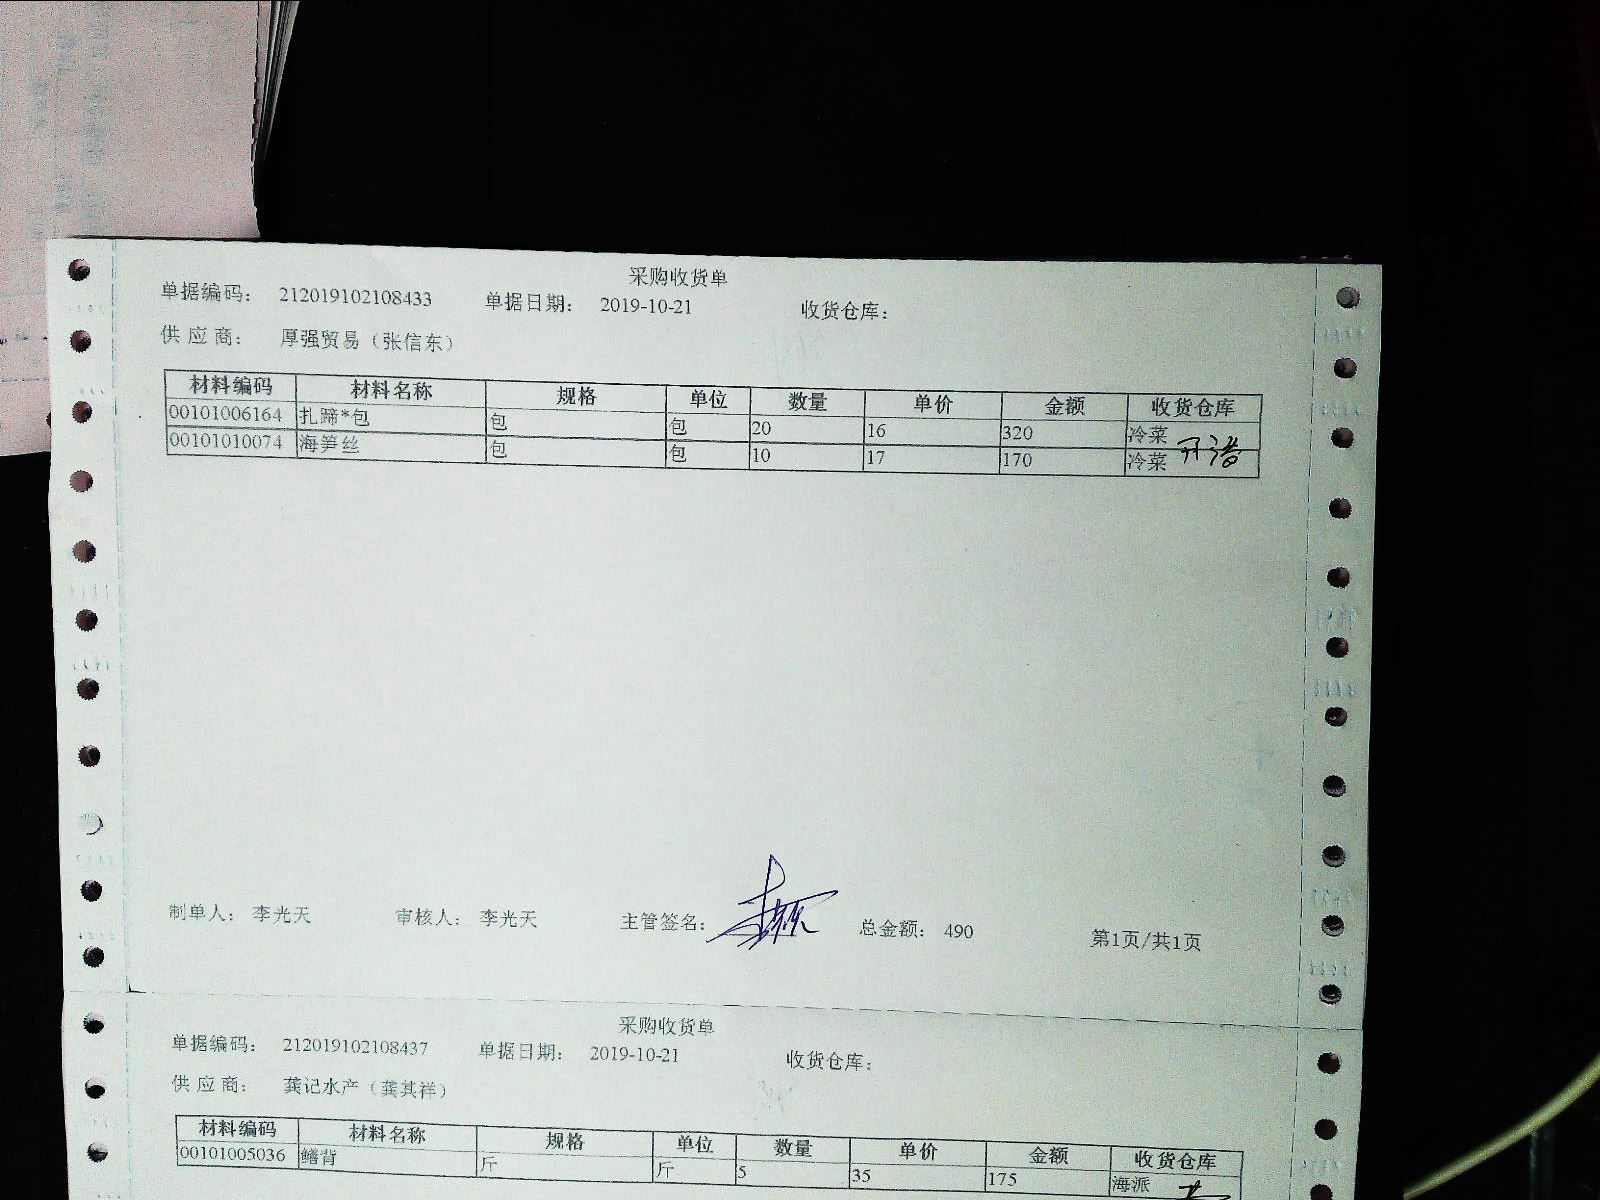 采购收货单
单据编码： 212019102108433 单据日期： 2019-10-21 收货仓库：
供 应 商： 厚强贸易（张信东）
材料编码 材料名称 规格 单位 数量 单价 金额 收货仓库
00101006164 扎蹄*包 包 包 20 16 320 冷菜
00101010074 海笋丝 包 包 10 17 170 冷菜
制单人： 李光天 审核人： 李光天 主管签名： 总金额： 490 第1页/共1页
采购收货单
单据编码： 212019102108437 单据日期： 2019-10-21 收货仓库：
供 应 商： 龚记水产（龚其祥）
材料编码 材料名称 规格 单位 数量 单价 金额 收货仓库
00101005036 鳝背 斤 斤 5 35 175 海派